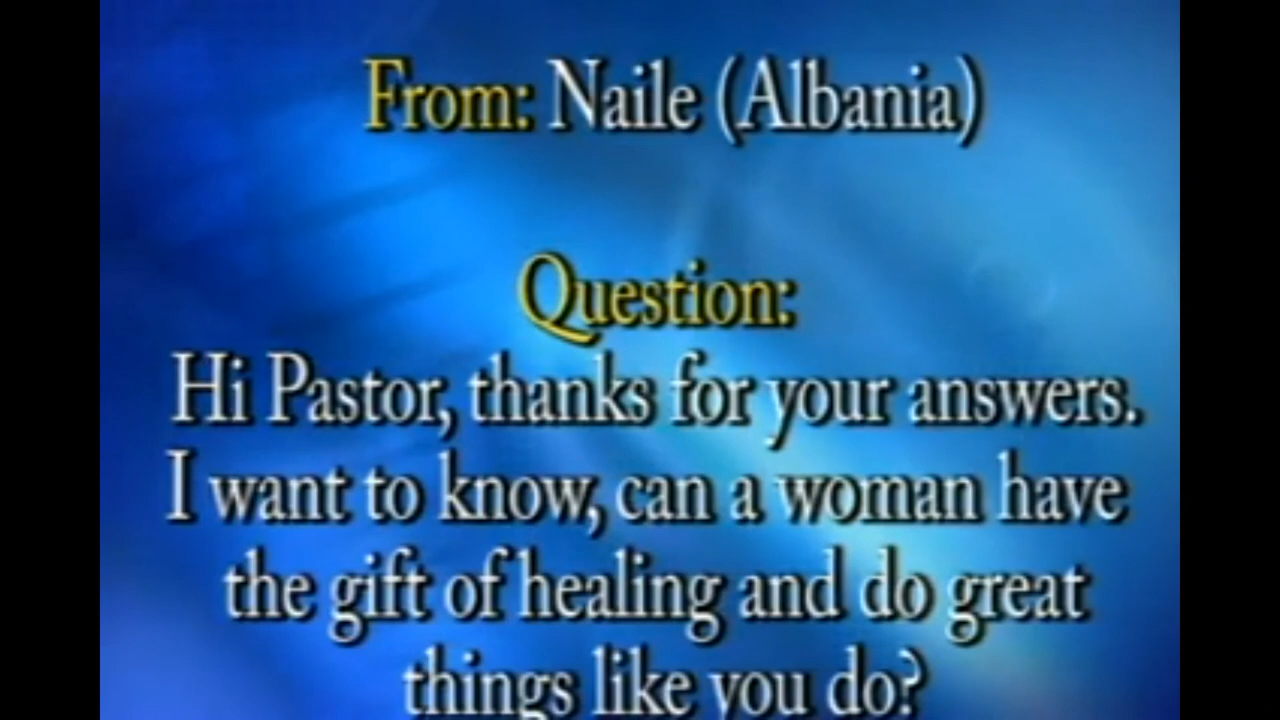 From: Naile (Albania)
Question:
Hi Pastor, thanks for your answers.
I want to know, can a woman have
the gift of healing and do great
things like you do?